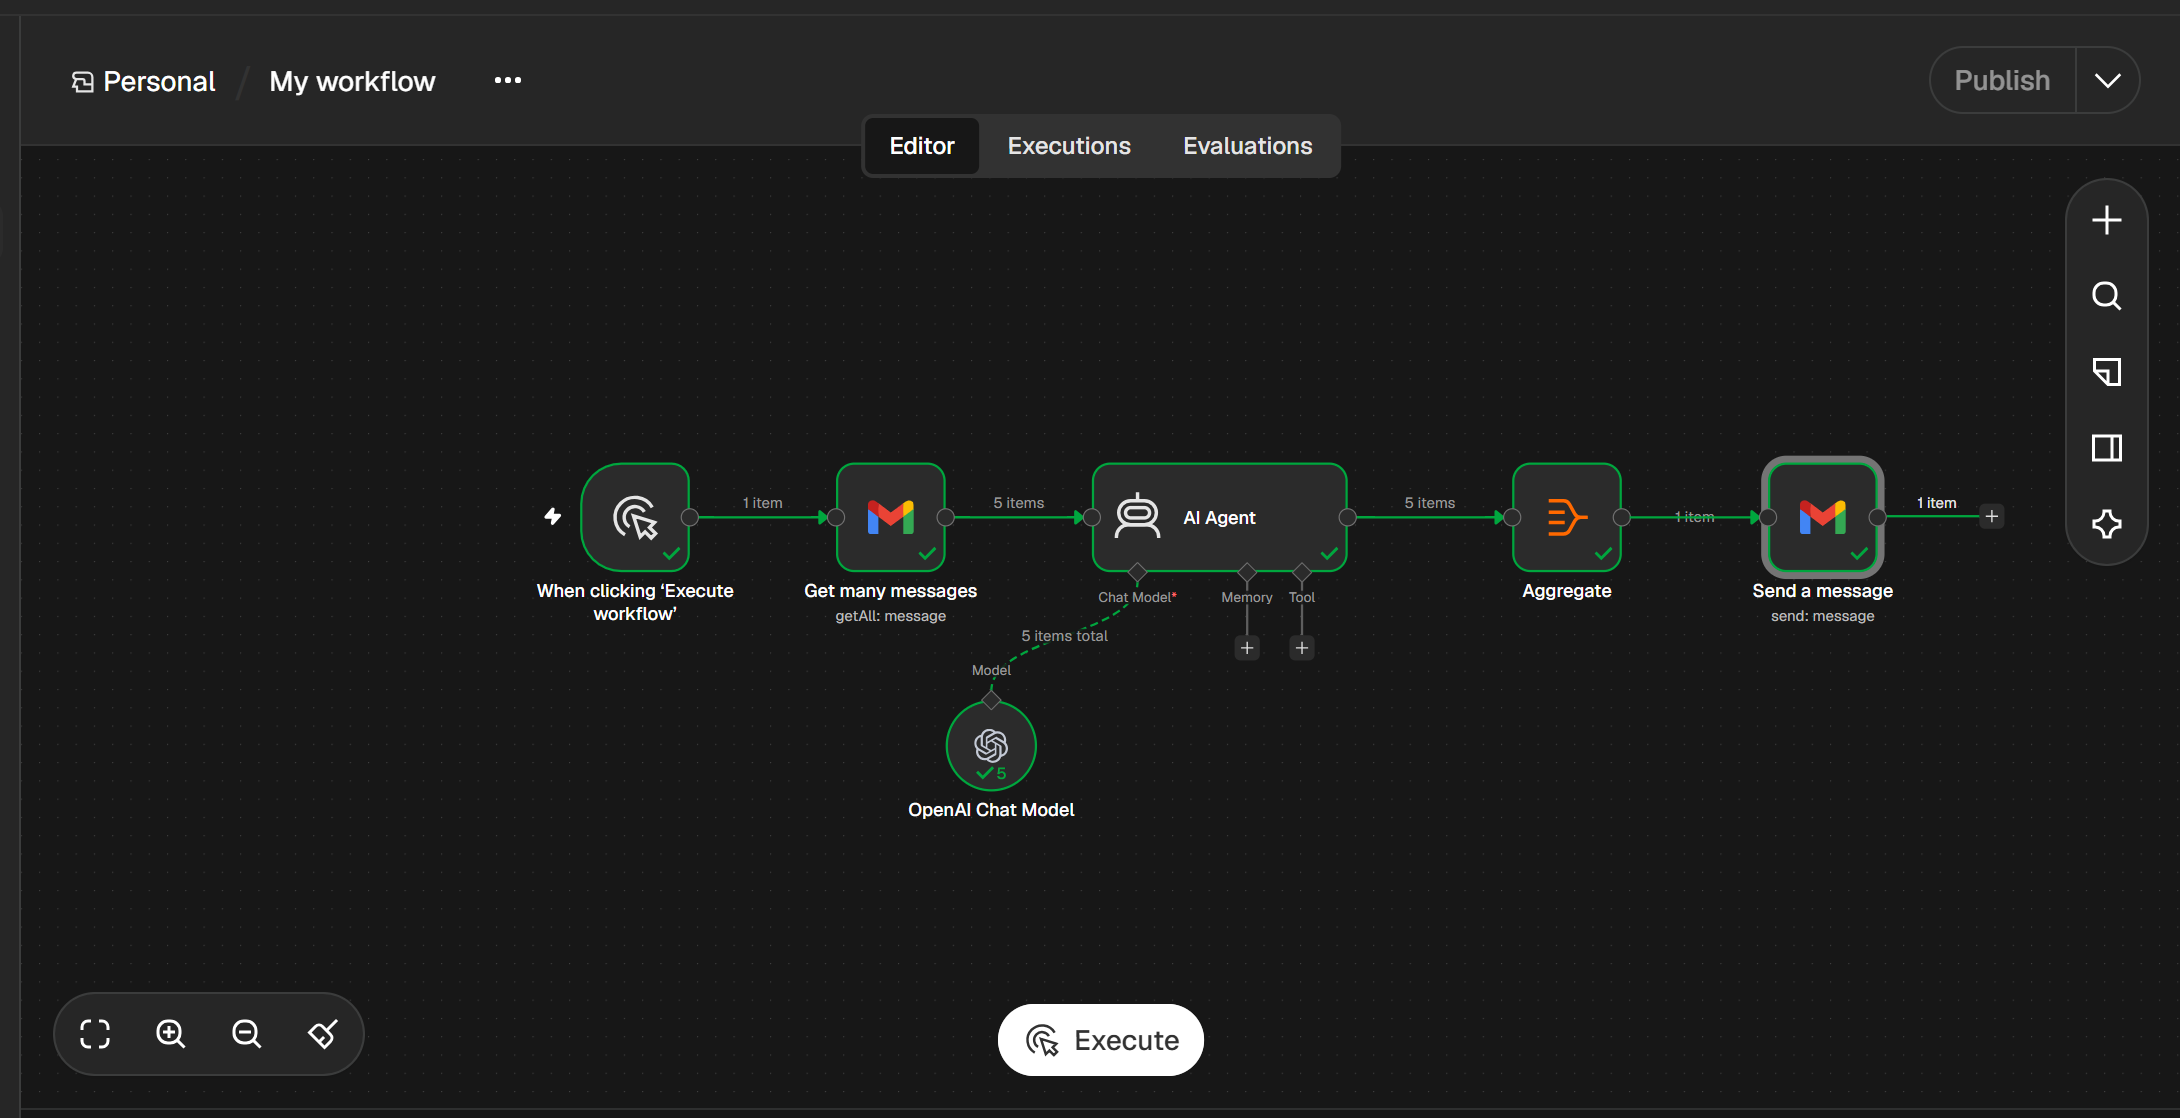 Personal / My workflow
Publish
Editor Executions Evaluations
1 item
5 items
5 items
1 item
1 item
AI Agent
When clicking ‘Execute
workflow’
Get many messages
getAll: message
Chat Model*
Memory
Tool
Aggregate
Send a message
send: message
5 items total
Model
5
OpenAI Chat Model
Execute